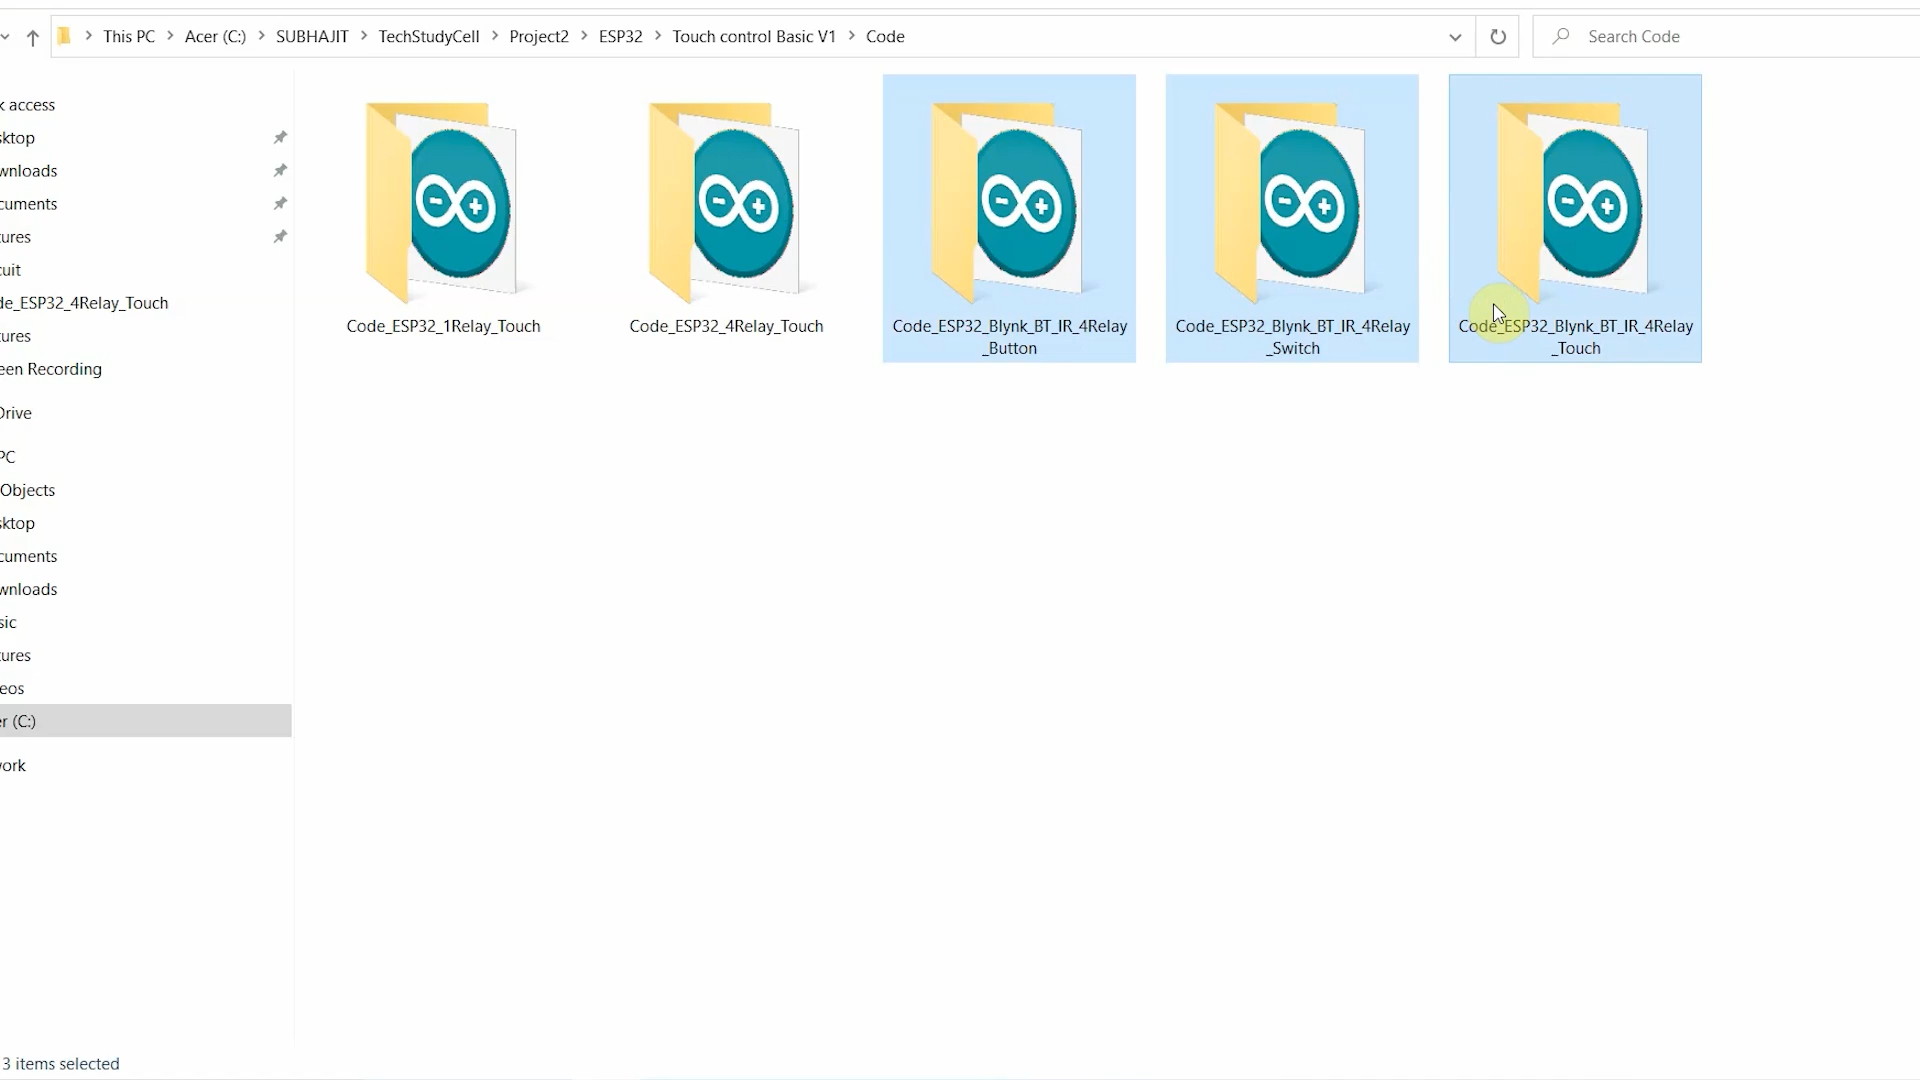 This PC > Acer (C:) > SUBHAJIT > TechStudyCell > Project2 > ESP32 > Touch control Basic V1 > Code
Search Code
k access
sktop
wnloads
cuments
tures
cuit
de_ESP32_4Relay_Touch
tures
een Recording
Drive
PC
Objects
sktop
cuments
wnloads
sic
tures
eos
er (C:)
work
Code_ESP32_1Relay_Touch
Code_ESP32_4Relay_Touch
Code_ESP32_Blynk_BT_IR_4Relay
_Button
Code_ESP32_Blynk_BT_IR_4Relay
_Switch
Code_ESP32_Blynk_BT_IR_4Relay
_Touch
3 items selected